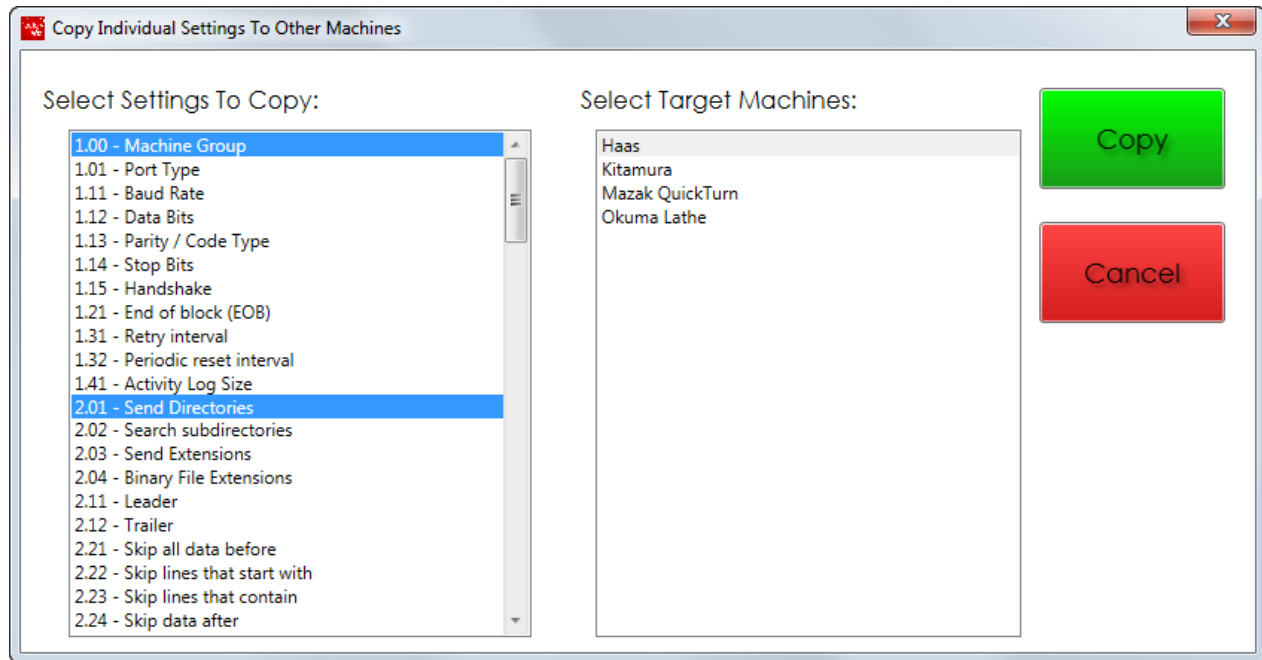 Copy Individual Settings To Other Machines
Select Settings To Copy:
1.00 - Machine Group
1.01 - Port Type
1.11 - Baud Rate
1.12 - Data Bits
1.13 - Parity / Code Type
1.14 - Stop Bits
1.15 - Handshake
1.21 - End of block (EOB)
1.31 - Retry interval
1.32 - Periodic reset interval
1.41 - Activity Log Size
2.01 - Send Directories
2.02 - Search subdirectories
2.03 - Send Extensions
2.04 - Binary File Extensions
2.11 - Leader
2.12 - Trailer
2.21 - Skip all data before
2.22 - Skip lines that start with
2.23 - Skip lines that contain
2.24 - Skip data after
Select Target Machines:
Haas
Kitamura
Mazak QuickTurn
Okuma Lathe
Copy
Cancel